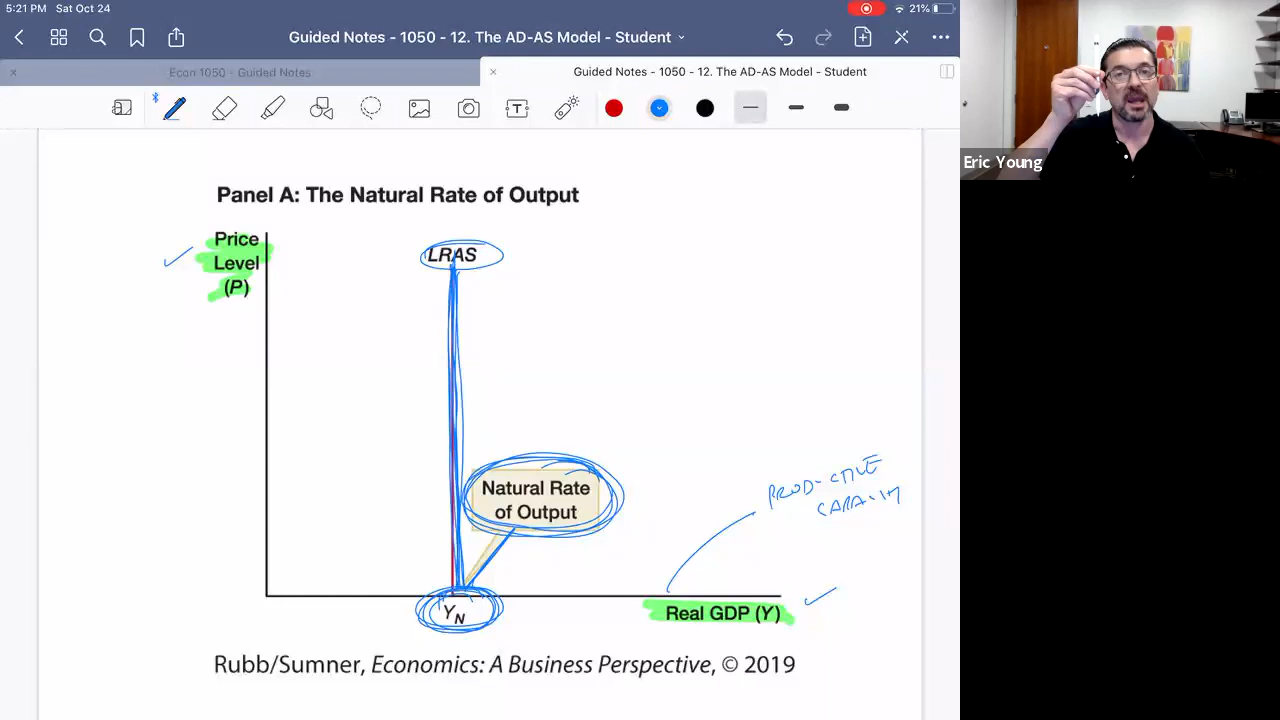 5:21 PM Sat Oct 24
21%
Guided Notes - 1050 - 12. The AD-AS Model - Student
Econ 1050 - Guided Notes
Guided Notes - 1050 - 12. The AD-AS Model - Student
T
Eric Young
Panel A: The Natural Rate of Output
Price
Level
(P)
LRAS
Natural Rate
of Output
PRODUCTIVE
CAPACITY
YN
Real GDP (Y)
Rubb/Sumner, Economics: A Business Perspective, © 2019